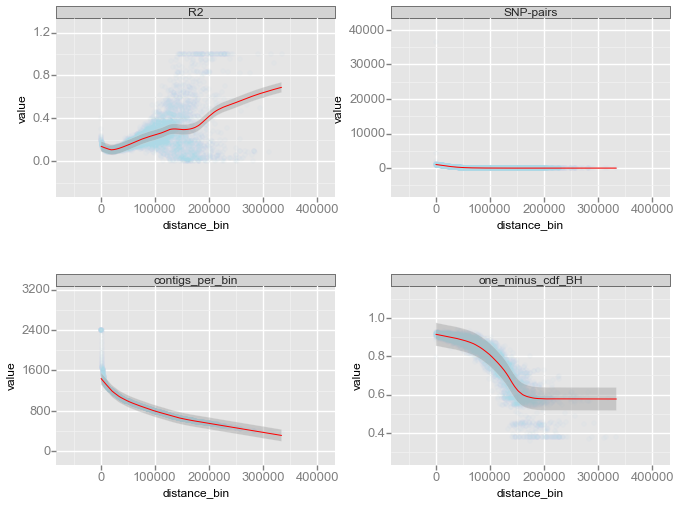 R2
1.2
0.8
0.4
0.0
value
0 100000 200000 300000 400000
distance_bin
SNP-pairs
40000
10000
0
value
0 100000 200000 300000 400000
distance_bin
contigs_per_bin
3200
2400
1600
800
0
value
0 100000 200000 300000 400000
distance_bin
one_minus_cdf_BH
1.0
0.8
0.6
0.4
value
0 100000 200000 300000 400000
distance_bin